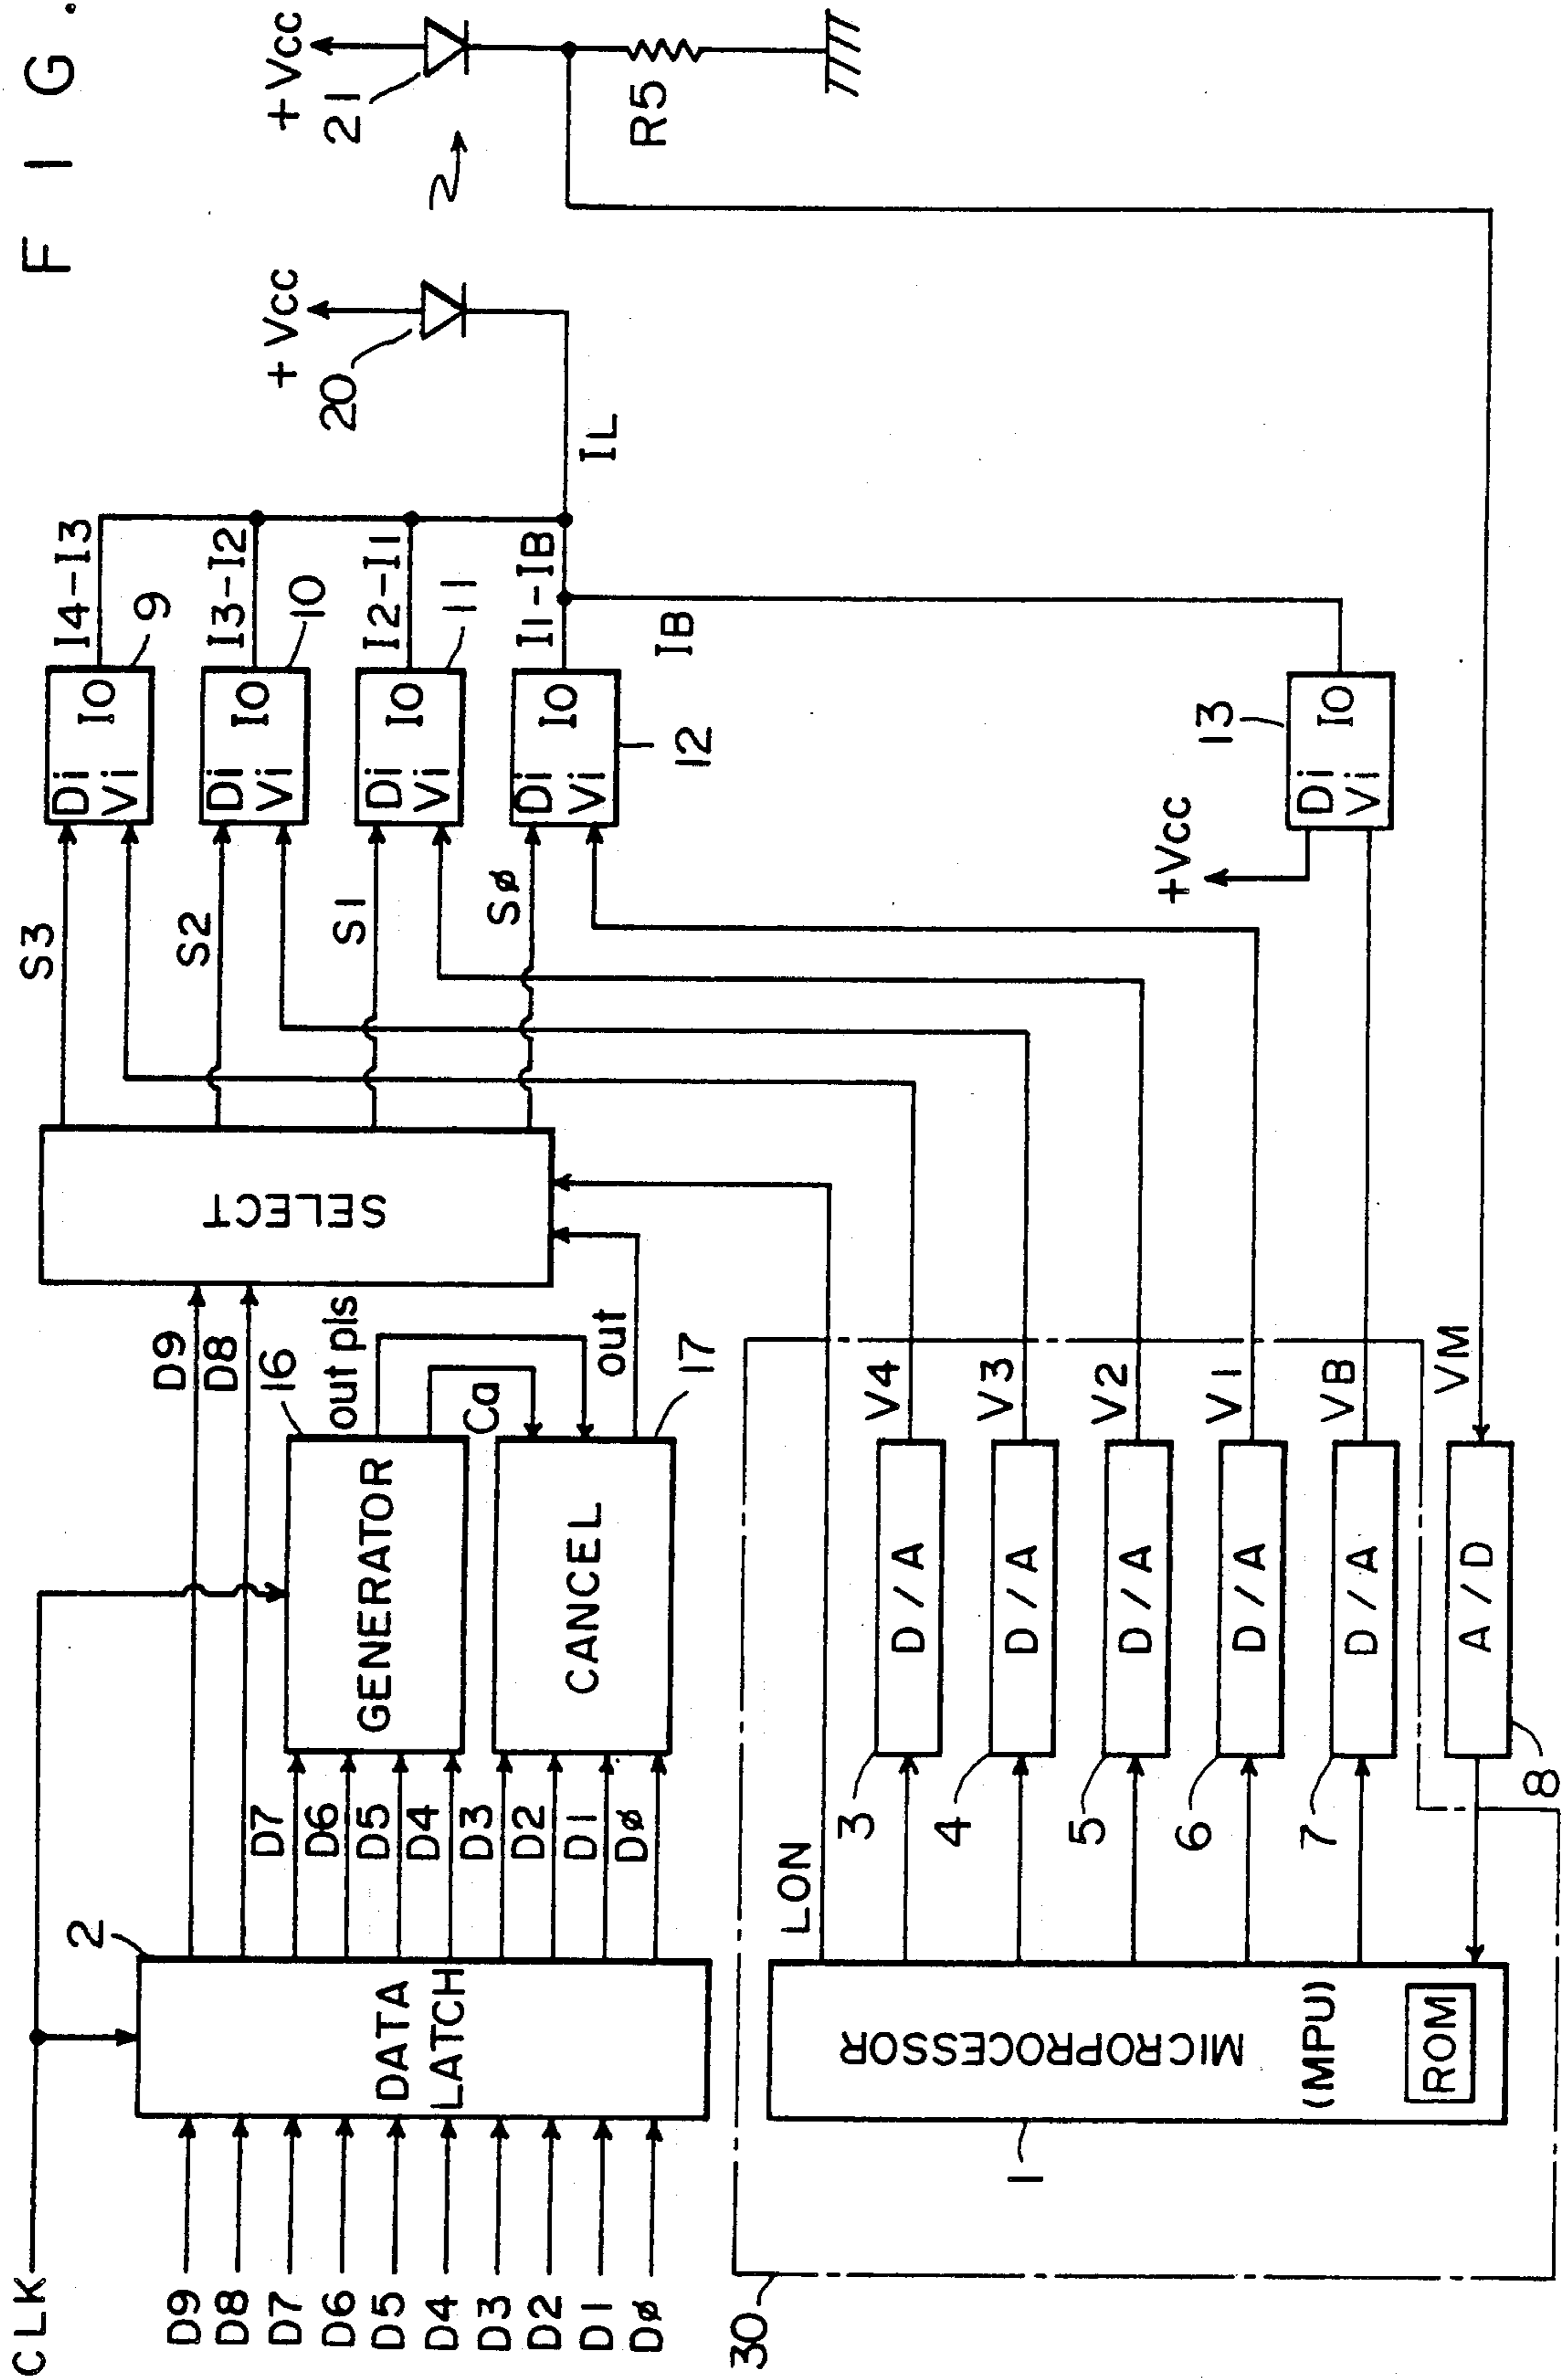 FIG.
CLK
D9
D8
D7
D6
D5
D4
D3
D2
D1
Dø
2
DATA
LATCH
D9
D8
D7
D6
D5
D4
D3
D2
D1
Dø
16
GENERATOR
out pls
Ca
CANCEL
out
17
SELECT
S3
S2
S1
Sø
Di
Vi
IO
I4-I3
9
Di
Vi
IO
I3-I2
10
Di
Vi
IO
I2-I1
11
Di
Vi
IO
I1-IB
12
IB
IL
+Vcc
20
+Vcc
21
2
R5
+Vcc
13
Di
Vi
IO
30
1
MICROPROCESSOR
(MPU)
ROM
LON
3
D/A
V4
4
D/A
V3
5
D/A
V2
6
D/A
V1
7
D/A
VB
8
A/D
VM